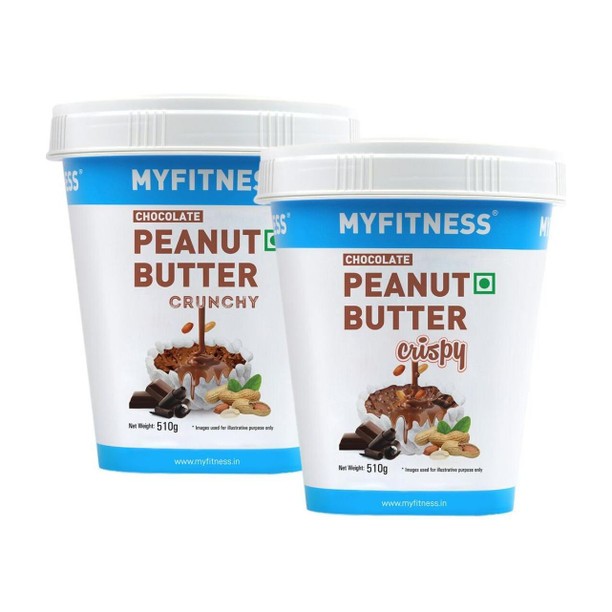 SS®
MYFITNESS
CHOCOLATE
PEANUT
BUTTER
CRUNCHY
Net Weight: 510g
* Images used for illustrative purpose only
www.myfitness.in
MYFITNESS®
CHOCOLATE
PEANUT
BUTTER
crispy
Net Weight: 510g
* Images used for illustrative purpose only
www.myfitness.in